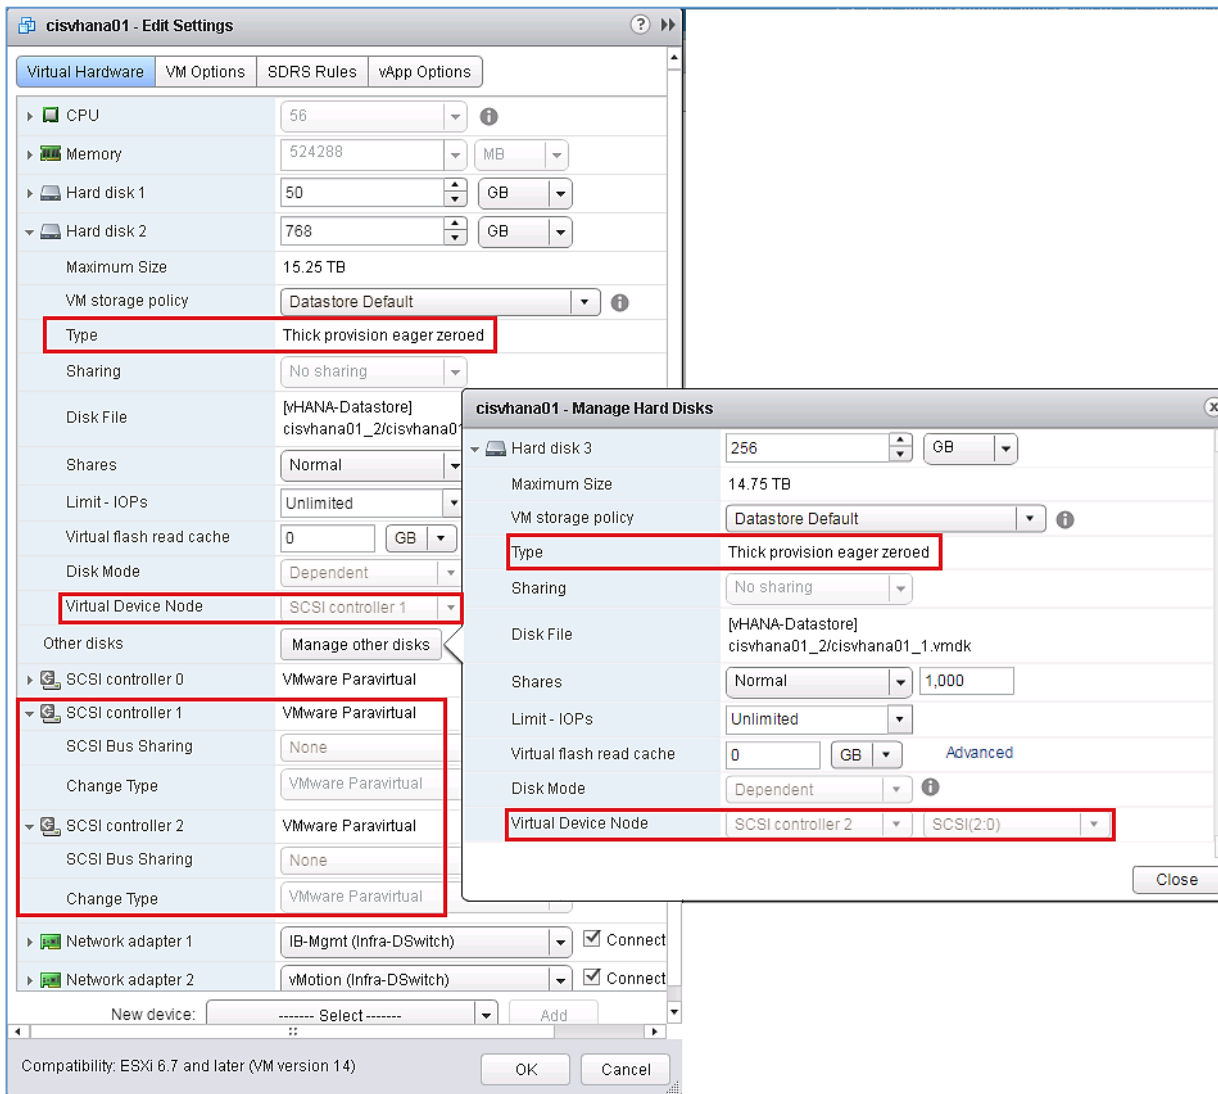 cisvhana01 - Edit Settings
Virtual Hardware VM Options SDRS Rules vApp Options
CPU 56
Memory 524288 MB
Hard disk 1 50 GB
Hard disk 2 768 GB
Maximum Size 15.25 TB
VM storage policy Datastore Default
Type Thick provision eager zeroed
Sharing No sharing
Disk File [vHANA-Datastore]
cisvhana01_2/cisvhana01
Shares Normal
Limit - IOPs Unlimited
Virtual flash read cache 0 GB
Disk Mode Dependent
Virtual Device Node SCSI controller 1
Other disks Manage other disks
SCSI controller 0 VMware Paravirtual
SCSI controller 1 VMware Paravirtual
SCSI Bus Sharing None
Change Type VMware Paravirtual
SCSI controller 2 VMware Paravirtual
SCSI Bus Sharing None
Change Type VMware Paravirtual
Network adapter 1 IB-Mgmt (Infra-DSwitch) Connect
Network adapter 2 vMotion (Infra-DSwitch) Connect
New device: ------- Select ------- Add
Compatibility: ESXi 6.7 and later (VM version 14) OK Cancel
cisvhana01 - Manage Hard Disks
Hard disk 3 256 GB
Maximum Size 14.75 TB
VM storage policy Datastore Default
Type Thick provision eager zeroed
Sharing No sharing
Disk File [vHANA-Datastore]
cisvhana01_2/cisvhana01_1.vmdk
Shares Normal 1,000
Limit - IOPs Unlimited
Virtual flash read cache 0 GB Advanced
Disk Mode Dependent
Virtual Device Node SCSI controller 2 SCSI(2:0)
Close